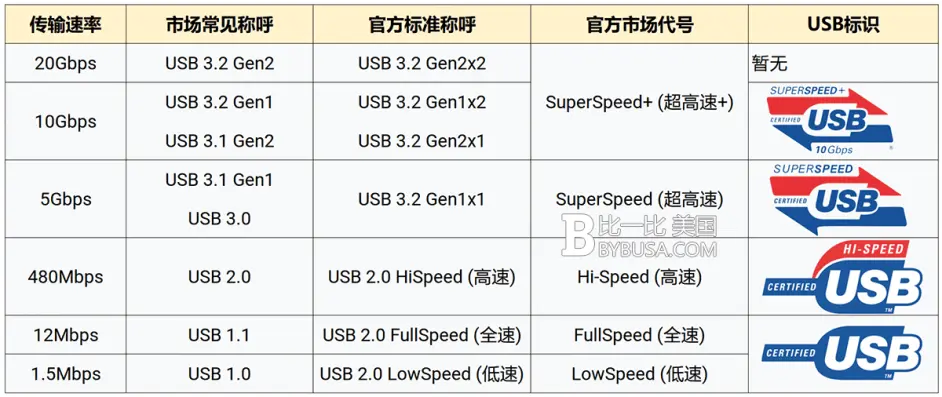 传输速率 市场常见称呼 官方标准称呼 官方市场代号 USB标识
20Gbps USB 3.2 Gen2 USB 3.2 Gen2x2 SuperSpeed+ (超高速+) 暂无
10Gbps USB 3.2 Gen1 USB 3.2 Gen1x2
USB 3.1 Gen2 USB 3.2 Gen2x1
SUPERSPEED+
CERTIFIED USB
10Gbps
5Gbps USB 3.1 Gen1 USB 3.2 Gen1x1 SuperSpeed (超高速)
USB 3.0
SUPERSPEED
CERTIFIED USB
B 比一比 美国
BYBUSA.COM
480Mbps USB 2.0 USB 2.0 HiSpeed (高速) Hi-Speed (高速)
HI-SPEED
CERTIFIED USB
TM
12Mbps USB 1.1 USB 2.0 FullSpeed (全速) FullSpeed (全速)
CERTIFIED USB
TM
1.5Mbps USB 1.0 USB 2.0 LowSpeed (低速) LowSpeed (低速)